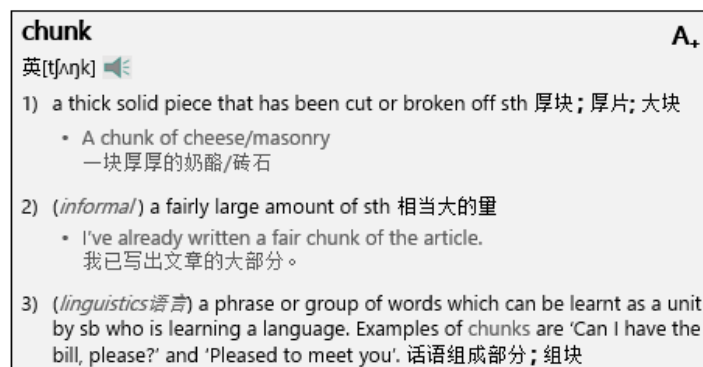 chunk A+
英[tʃʌŋk]
1) a thick solid piece that has been cut or broken off sth 厚块; 厚片; 大块
• A chunk of cheese/masonry
一块厚厚的奶酪/砖石
2) (informal) a fairly large amount of sth 相当大的量
• I've already written a fair chunk of the article.
我已写出文章的大部分。
3) (linguistics语言) a phrase or group of words which can be learnt as a unit
by sb who is learning a language. Examples of chunks are ‘Can I have the
bill, please?’ and ‘Pleased to meet you’. 话语组成部分; 组块